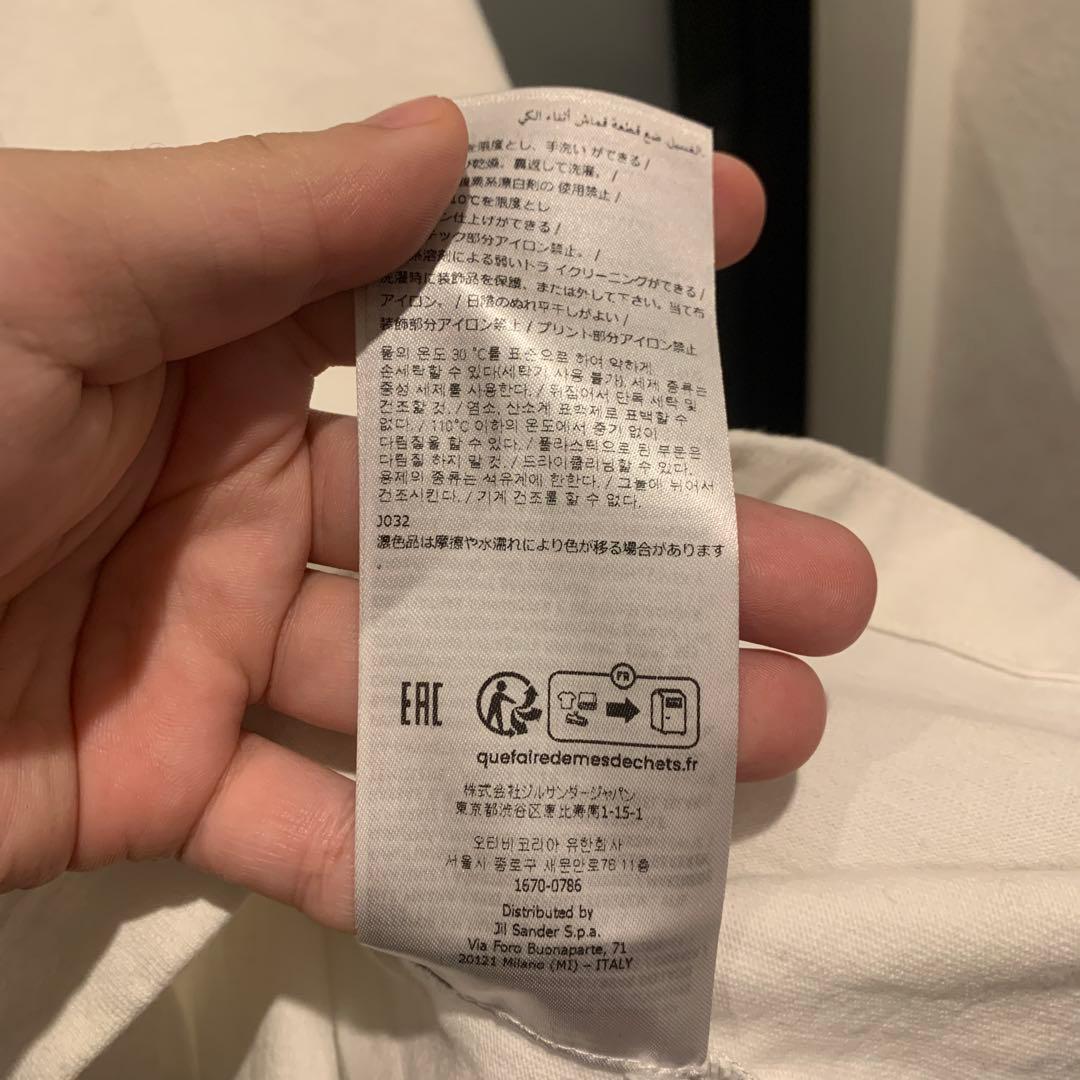 الغسيل. ضع قطعة قماش أثناء الكي.
を限度とし、手洗い ができる /
乾燥。裏返して洗濯。 /
素系漂白剤の 使用禁止 /
10℃を限度とし
ン仕上げができる /
チック部分アイロン禁止。 /
系溶剤による弱いドラ イクリーニングができる /
洗濯時に装飾品を保護、または外して下さい。当て布
アイロン。 / 日陰のぬれ平干しがよい /
装飾部分アイロン禁止 / プリント部分アイロン禁止
물의 온도 30 ℃를 표준으로 하여 약하게
손세탁할 수 있다(세탁기 사용 불가). 세제 종류는
중성 세제를 사용한다. / 뒤집어서 단독 세탁 및
건조할 것. / 염소, 산소계 표백제로 표백할 수
없다. / 110℃ 이하의 온도에서 증기 없이
다림질을 할 수 있다. / 플라스틱으로 된 부분은
다림질 하지 말 것. / 드라이클리닝할 수 있다.
용제의 종류는 석유계에 한한다. / 그늘에 뉘어서
건조시킨다. / 기계 건조를 할 수 없다.
J032
濃色品は摩擦や水濡れにより色が移る場合があります
.
EAC
FR
quefairedemesdechets.fr
株式会社ジルサンダージャパン
東京都渋谷区恵比寿南1-15-1
오티비코리아 유한회사
서울시 종로구 새문안로76 11층
1670-0786
Distributed by
Jil Sander S.p.a.
Via Foro Buonaparte, 71
20121 Milano (MI) - ITALY